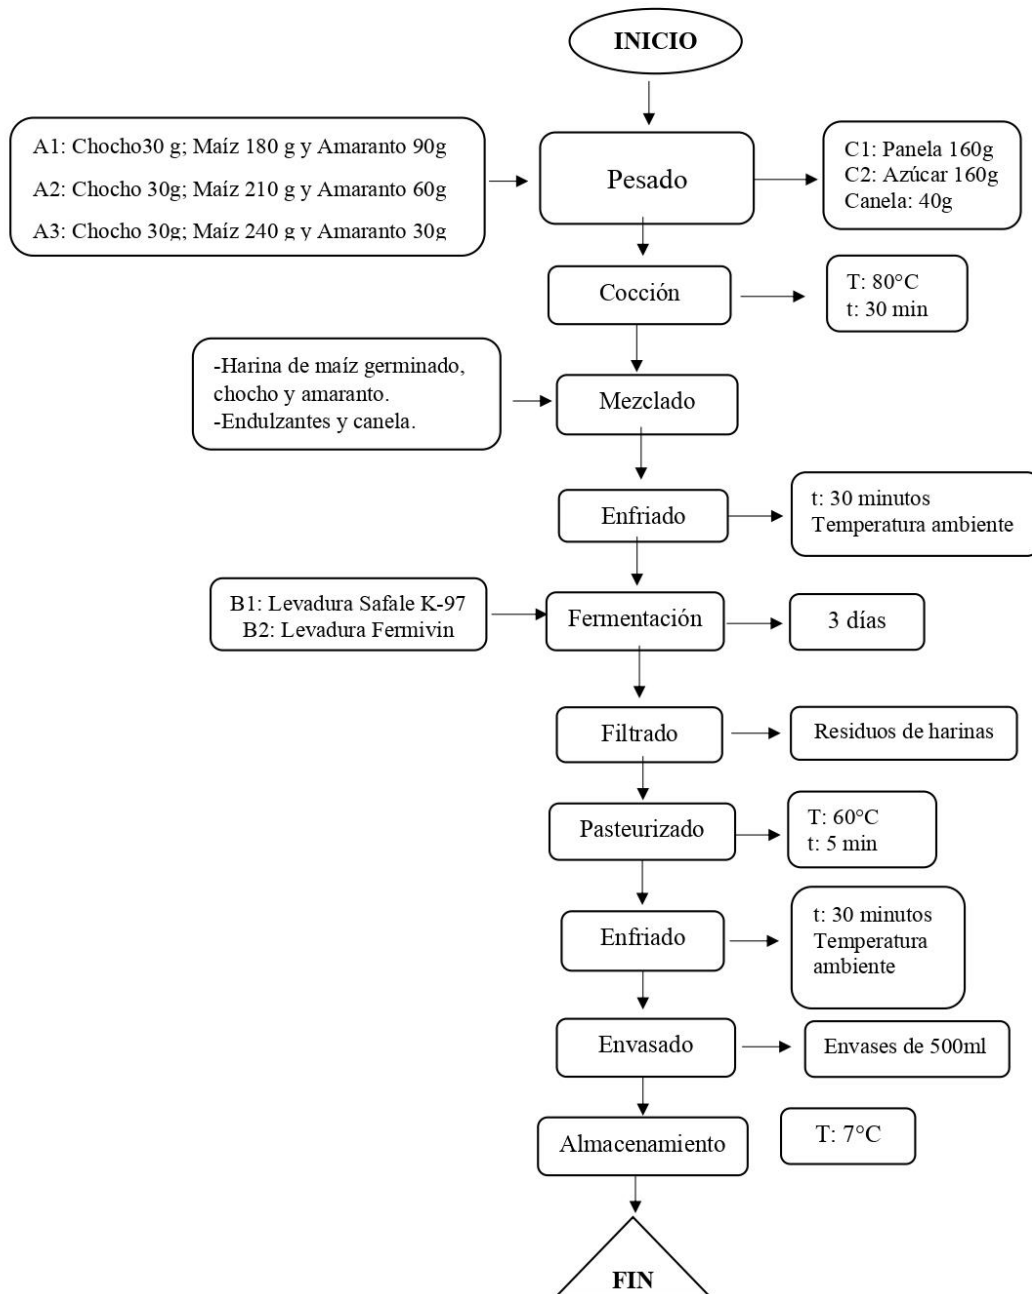 INICIO
A1: Chocho30 g; Maíz 180 g y Amaranto 90g
A2: Chocho 30g; Maíz 210 g y Amaranto 60g
A3: Chocho 30g; Maíz 240 g y Amaranto 30g
Pesado
C1: Panela 160g
C2: Azúcar 160g
Canela: 40g
Cocción
T: 80°C
t: 30 min
-Harina de maíz germinado,
chocho y amaranto.
-Endulzantes y canela.
Mezclado
Enfriado
t: 30 minutos
Temperatura ambiente
B1: Levadura Safale K-97
B2: Levadura Fermivin
Fermentación
3 días
Filtrado
Residuos de harinas
Pasteurizado
T: 60°C
t: 5 min
Enfriado
t: 30 minutos
Temperatura
ambiente
Envasado
Envases de 500ml
Almacenamiento
T: 7°C
FIN